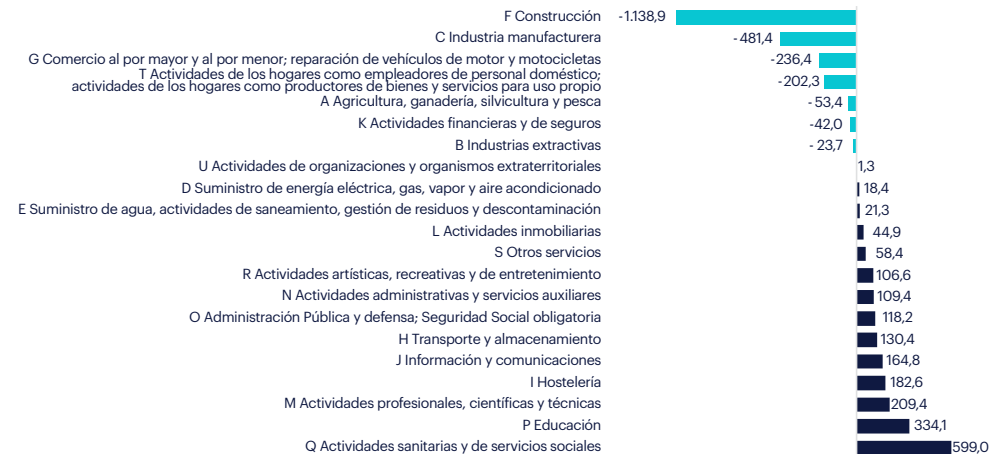 F Construcción -1.138,9
C Industria manufacturera - 481,4
G Comercio al por mayor y al por menor; reparación de vehículos de motor y motocicletas -236,4
T Actividades de los hogares como empleadores de personal doméstico;
actividades de los hogares como productores de bienes y servicios para uso propio - 202,3
A Agricultura, ganadería, silvicultura y pesca - 53,4
K Actividades financieras y de seguros -42,0
B Industrias extractivas - 23,7
U Actividades de organizaciones y organismos extraterritoriales 1,3
D Suministro de energía eléctrica, gas, vapor y aire acondicionado 18,4
E Suministro de agua, actividades de saneamiento, gestión de residuos y descontaminación 21,3
L Actividades inmobiliarias 44,9
S Otros servicios 58,4
R Actividades artísticas, recreativas y de entretenimiento 106,6
N Actividades administrativas y servicios auxiliares 109,4
O Administración Pública y defensa; Seguridad Social obligatoria 118,2
H Transporte y almacenamiento 130,4
J Información y comunicaciones 164,8
I Hostelería 182,6
M Actividades profesionales, científicas y técnicas 209,4
P Educación 334,1
Q Actividades sanitarias y de servicios sociales 599,0